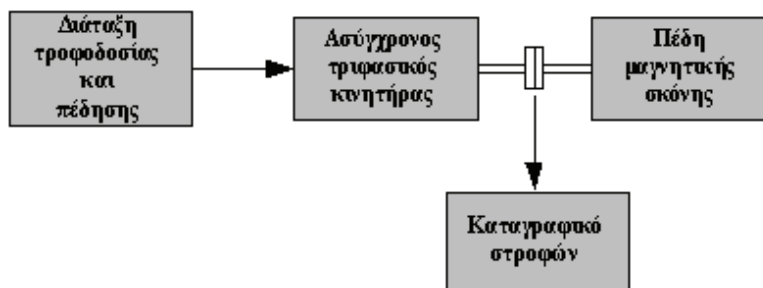 Διάταξη
τροφοδοσίας
και
πέδησης
Ασύγχρονος
τριφασικός
κινητήρας
Πέδη
μαγνητικής
σκόνης
Καταγραφικό
στροφών